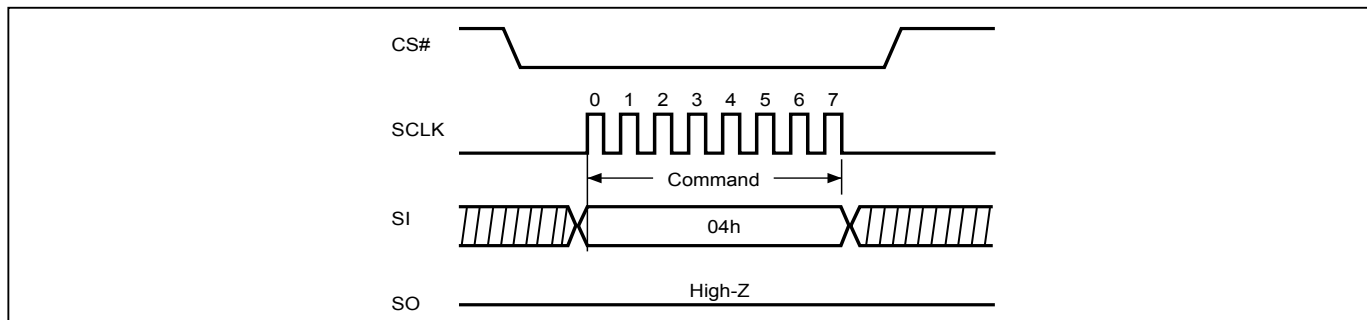 CS#
0 1 2 3 4 5 6 7
SCLK
Command
SI
04h
High-Z
SO